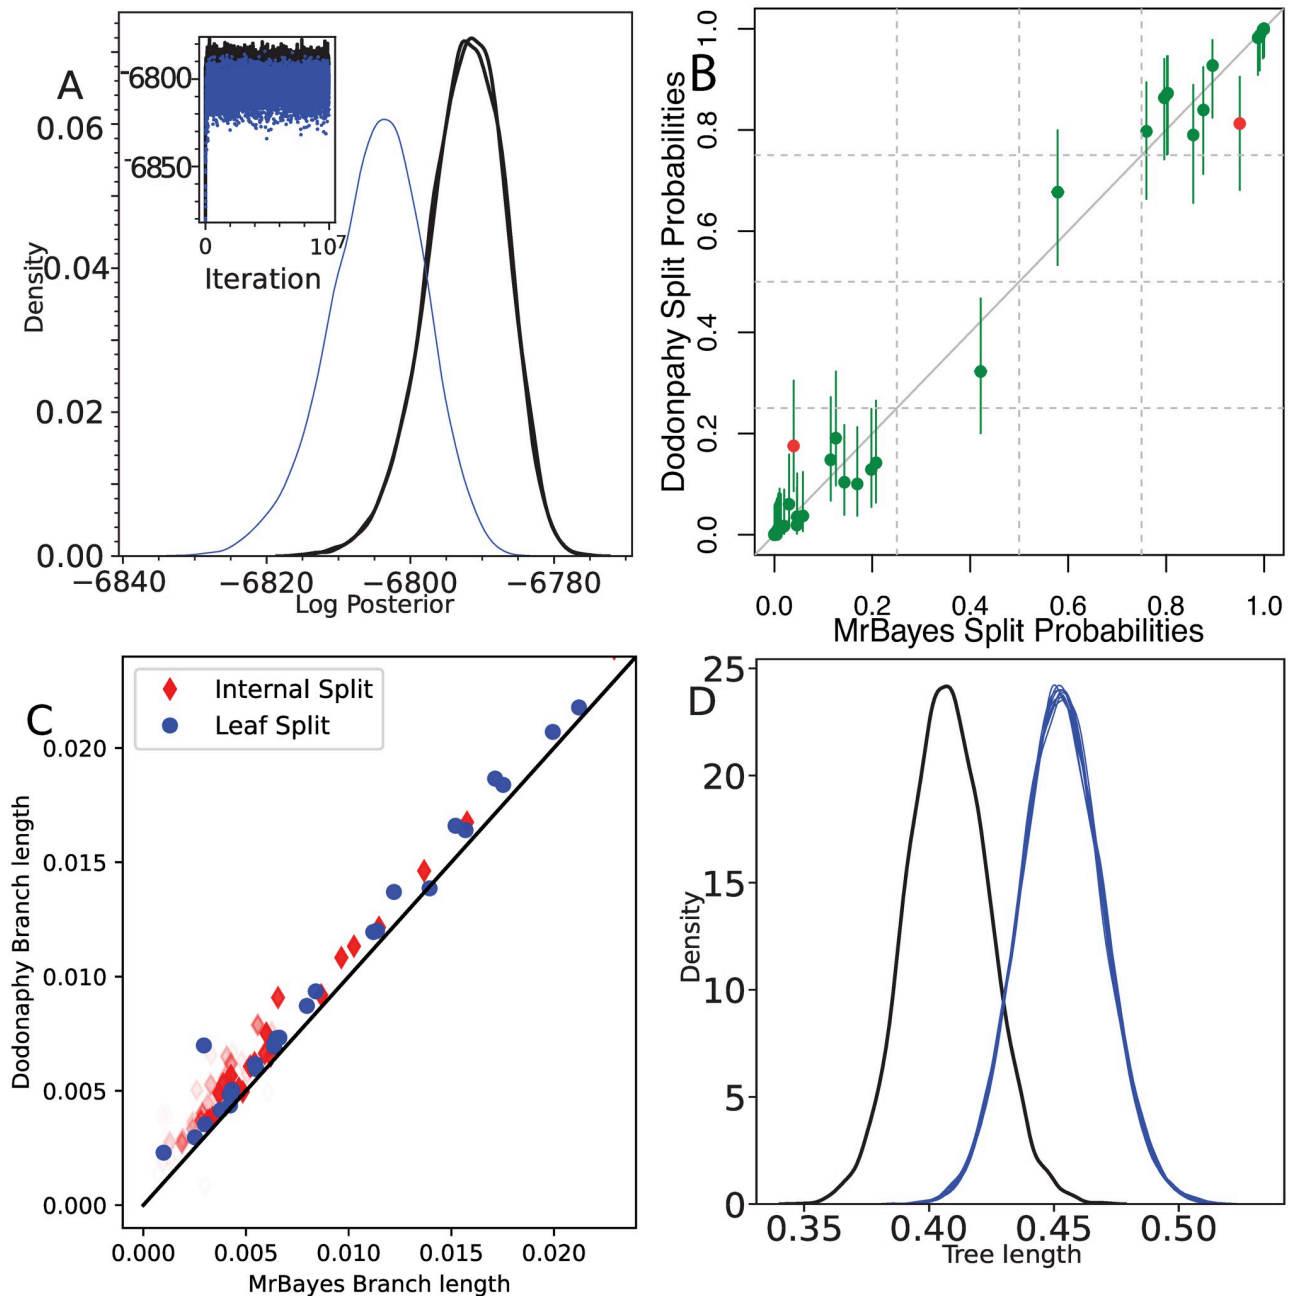 A
-6800
-6850
0
10⁷
Iteration
0.06
0.04
0.02
0.00
Density
−6840
−6820
−6800
−6780
Log Posterior
B
1.0
0.8
0.6
0.4
0.2
0.0
Dodonpahy Split Probabilities
0.0
0.2
0.4
0.6
0.8
1.0
MrBayes Split Probabilities
C
Internal Split
Leaf Split
0.020
0.015
0.010
0.005
0.000
Dodonaphy Branch length
0.000
0.005
0.010
0.015
0.020
MrBayes Branch length
D
25
20
15
10
5
0
Density
0.35
0.40
0.45
0.50
Tree length